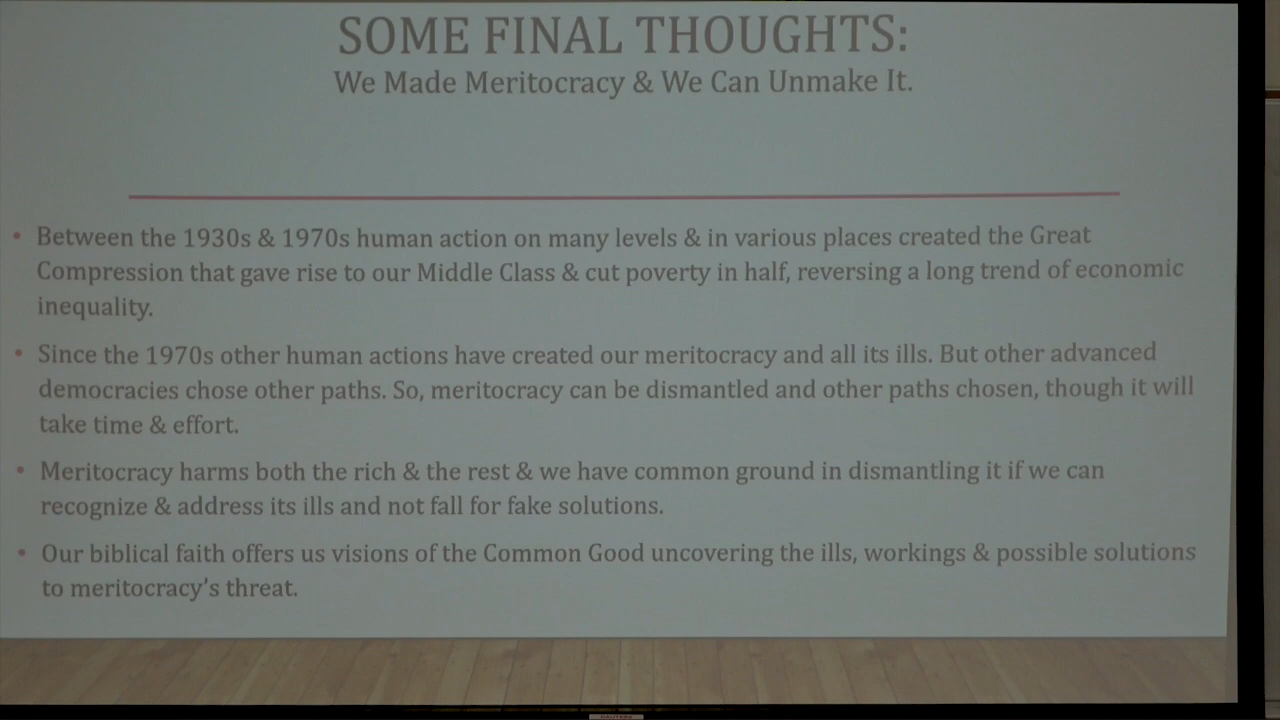 SOME FINAL THOUGHTS:
We Made Meritocracy & We Can Unmake It.
• Between the 1930s & 1970s human action on many levels & in various places created the Great
Compression that gave rise to our Middle Class & cut poverty in half, reversing a long trend of economic
inequality.
• Since the 1970s other human actions have created our meritocracy and all its ills. But other advanced
democracies chose other paths. So, meritocracy can be dismantled and other paths chosen, though it will
take time & effort.
• Meritocracy harms both the rich & the rest & we have common ground in dismantling it if we can
recognize & address its ills and not fall for fake solutions.
• Our biblical faith offers us visions of the Common Good uncovering the ills, workings & possible solutions
to meritocracy's threat.